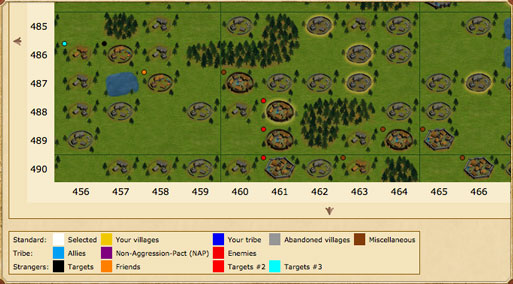 485
486
487
488
489
490
456 457 458 459 460 461 462 463 464 465 466
Standard: Selected Your villages Your tribe Abandoned villages Miscellaneous
Tribe: Allies Non-Aggression-Pact (NAP) Enemies
Strangers: Targets Friends Targets #2 Targets #3